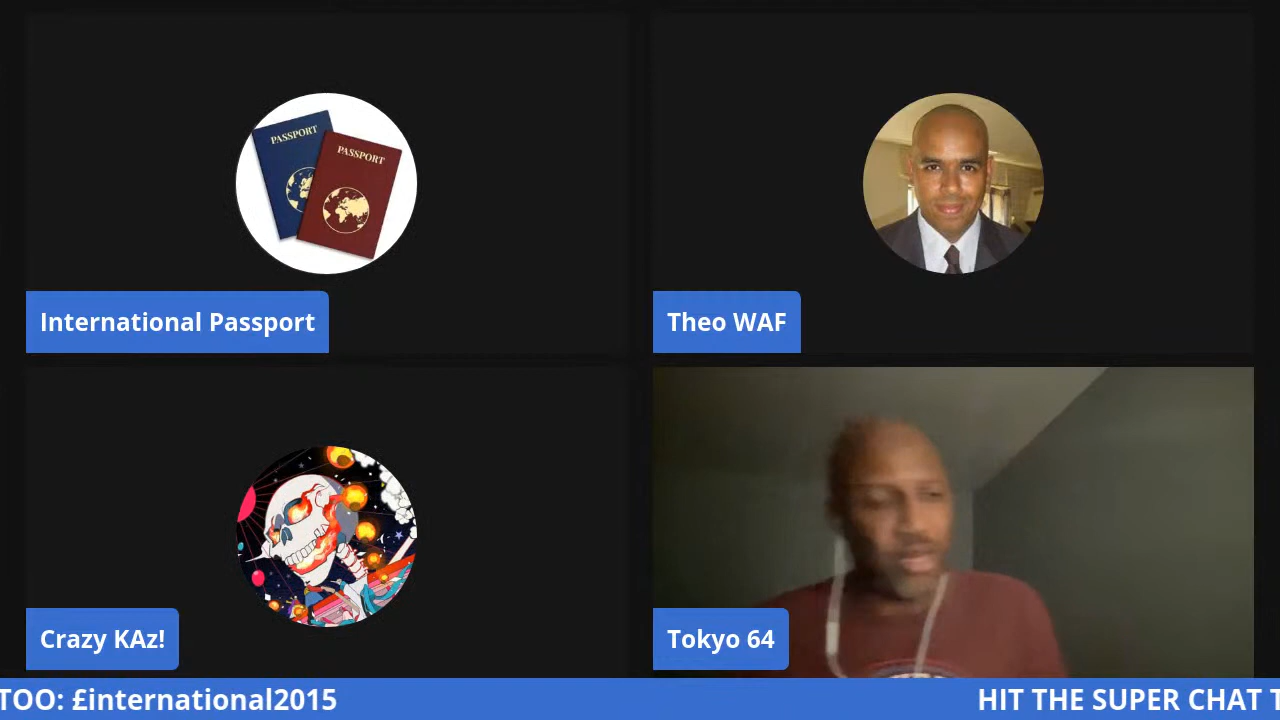 PASSPORT
PASSPORT
International Passport
Theo WAF
Crazy KAz!
Tokyo 64
TOO: £international2015
HIT THE SUPER CHAT T